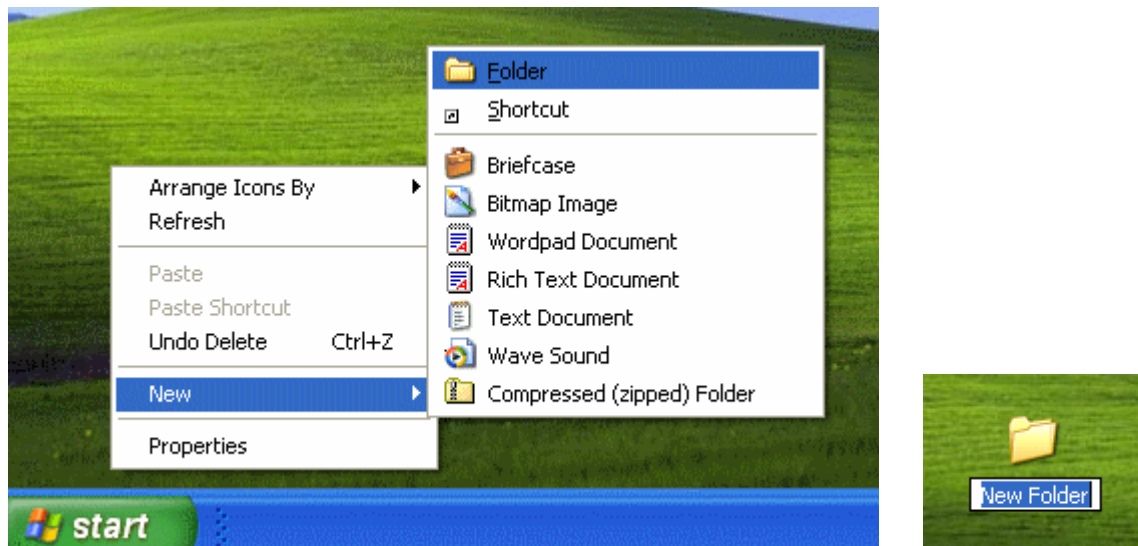 Folder
Shortcut
Briefcase
Bitmap Image
Wordpad Document
Rich Text Document
Text Document
Wave Sound
Compressed (zipped) Folder
Arrange Icons By
Refresh
Paste
Paste Shortcut
Undo Delete Ctrl+Z
New
Properties
start
New Folder